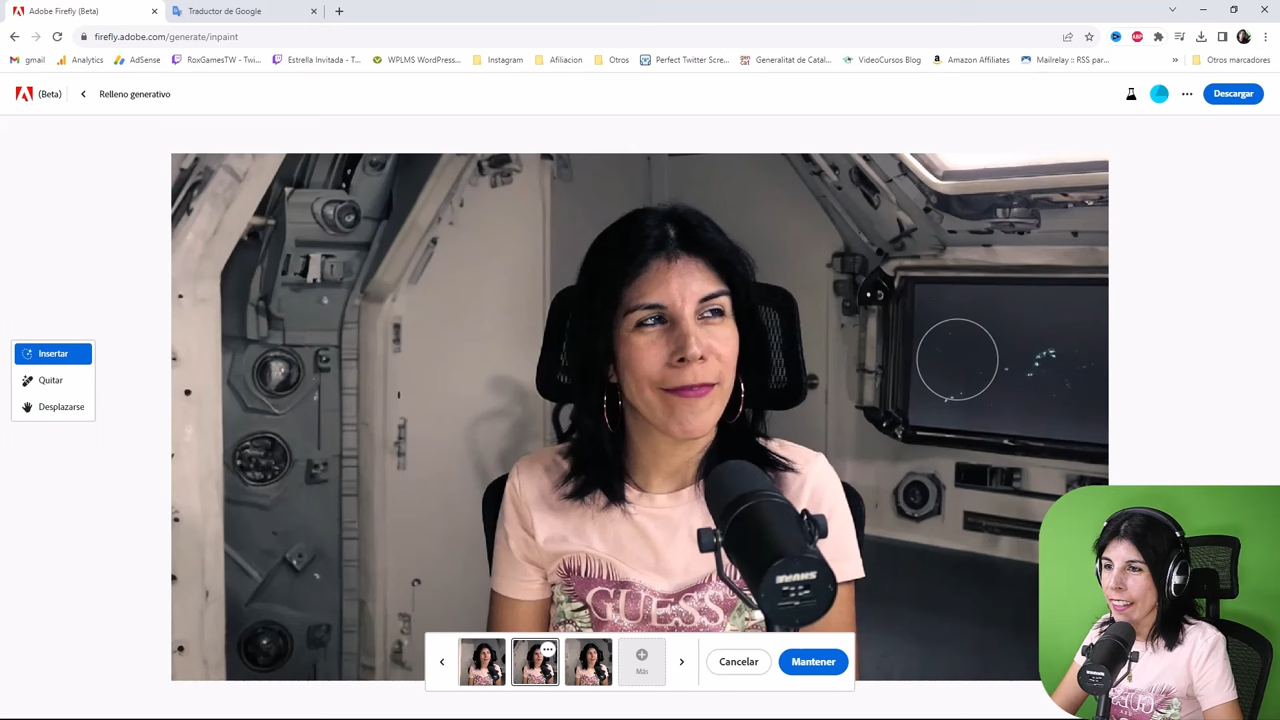 Adobe Firefly (Beta)
Traductor de Google
firefly.adobe.com/generate/inpaint
gmail
Analytics
AdSense
RoxGamesTW - Twi...
Estrella Invitada - T...
WPLMS WordPress...
Instagram
Afiliacion
Otros
Perfect Twitter Scre...
Generalitat de Catal...
VideoCursos Blog
Amazon Affiliates
Mailrelay :: RSS par...
»
Otros marcadores
(Beta)
Relleno generativo
Descargar
Insertar
Quitar
Desplazarse
SHURE
GUESS
Más
Cancelar
Mantener